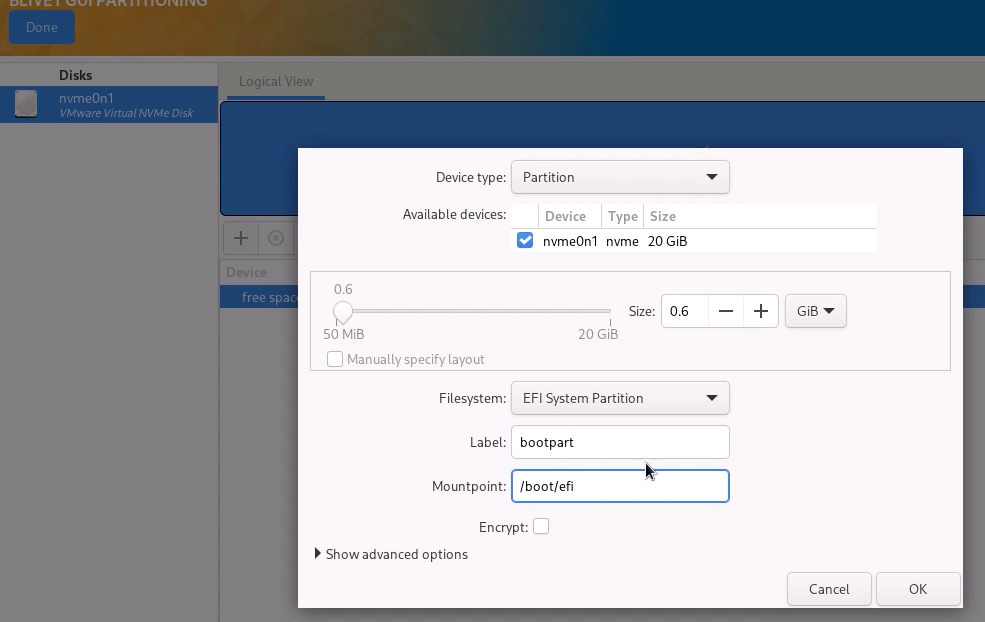 BLIVET GUI PARTITIONING
Done
Disks
nvme0n1
VMware Virtual NVMe Disk
Logical View
Device
free space
Device type: Partition
Available devices:
Device Type Size
nvme0n1 nvme 20 GiB
0.6
50 MiB 20 GiB
Size: 0.6 GiB
Manually specify layout
Filesystem: EFI System Partition
Label: bootpart
Mountpoint: /boot/efi
Encrypt:
Show advanced options
Cancel OK